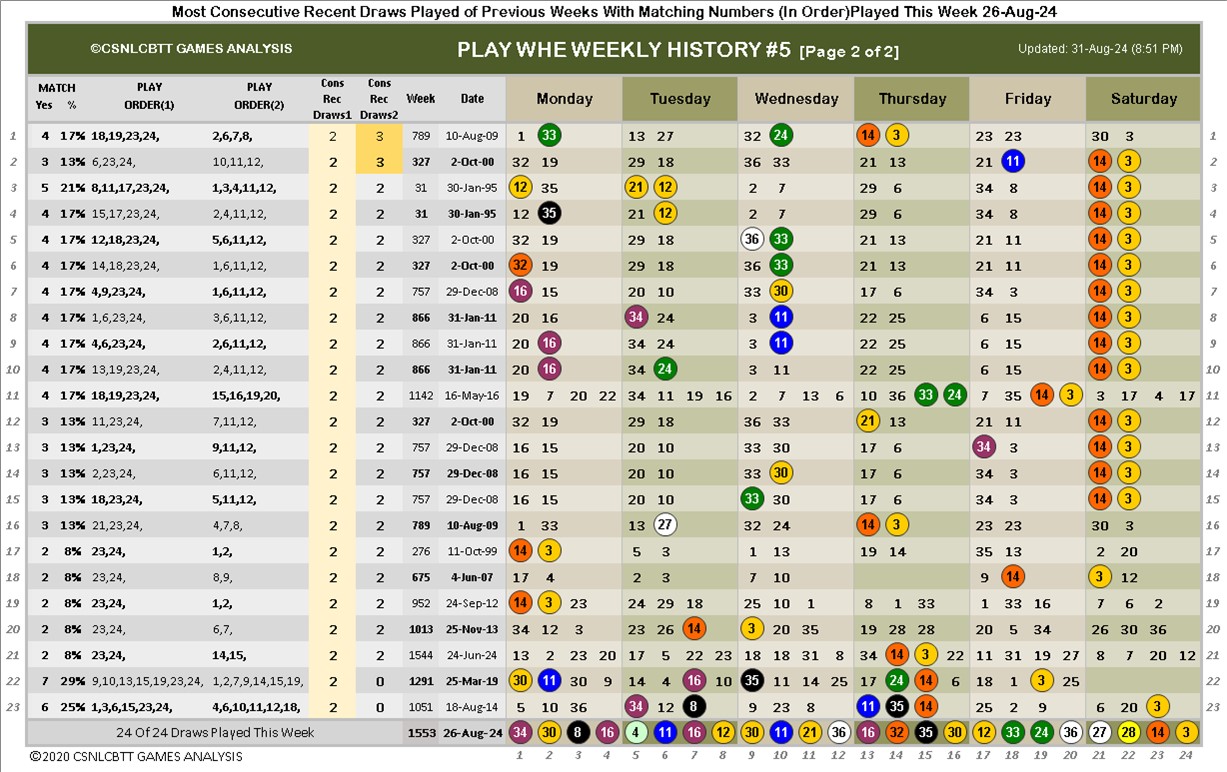 Most Consecutive Recent Draws Played of Previous Weeks With Matching Numbers (In Order)Played This Week 26-Aug-24
©CSNLCBTT GAMES ANALYSIS PLAY WHE WEEKLY HISTORY #5 [Page 2 of 2] Updated: 31-Aug-24 (8:51 PM)
MATCH Yes % PLAY ORDER(1) PLAY ORDER(2) Cons Rec Draws1 Cons Rec Draws2 Week Date Monday Tuesday Wednesday Thursday Friday Saturday
1 4 17% 18,19,23,24, 2,6,7,8, 2 3 789 10-Aug-09 1 33 13 27 32 24 14 3 23 23 30 3 1
2 3 13% 6,23,24, 10,11,12, 2 3 327 2-Oct-00 32 19 29 18 36 33 21 13 21 11 14 3 2
3 5 21% 8,11,17,23,24, 1,3,4,11,12, 2 2 31 30-Jan-95 12 35 21 12 2 7 29 6 34 8 14 3 3
4 4 17% 15,17,23,24, 2,4,11,12, 2 2 31 30-Jan-95 12 35 21 12 2 7 29 6 34 8 14 3 4
5 4 17% 12,18,23,24, 5,6,11,12, 2 2 327 2-Oct-00 32 19 29 18 36 33 21 13 21 11 14 3 5
6 4 17% 14,18,23,24, 1,6,11,12, 2 2 327 2-Oct-00 32 19 29 18 36 33 21 13 21 11 14 3 6
7 4 17% 4,9,23,24, 1,6,11,12, 2 2 757 29-Dec-08 16 15 20 10 33 30 17 6 34 3 14 3 7
8 4 17% 1,6,23,24, 3,6,11,12, 2 2 866 31-Jan-11 20 16 34 24 3 11 22 25 6 15 14 3 8
9 4 17% 4,6,23,24, 2,6,11,12, 2 2 866 31-Jan-11 20 16 34 24 3 11 22 25 6 15 14 3 9
10 4 17% 13,19,23,24, 2,4,11,12, 2 2 866 31-Jan-11 20 16 34 24 3 11 22 25 6 15 14 3 10
11 4 17% 18,19,23,24, 15,16,19,20, 2 2 1142 16-May-16 19 7 20 22 34 11 19 16 2 7 13 6 10 36 33 24 7 35 14 3 3 17 4 17 11
12 3 13% 11,23,24, 7,11,12, 2 2 327 2-Oct-00 32 19 29 18 36 33 21 13 21 11 14 3 12
13 3 13% 1,23,24, 9,11,12, 2 2 757 29-Dec-08 16 15 20 10 33 30 17 6 34 3 14 3 13
14 3 13% 2,23,24, 6,11,12, 2 2 757 29-Dec-08 16 15 20 10 33 30 17 6 34 3 14 3 14
15 3 13% 18,23,24, 5,11,12, 2 2 757 29-Dec-08 16 15 20 10 33 30 17 6 34 3 14 3 15
16 3 13% 21,23,24, 4,7,8, 2 2 789 10-Aug-09 1 33 13 27 32 24 14 3 23 23 30 3 16
17 2 8% 23,24, 1,2, 2 2 276 11-Oct-99 14 3 5 3 1 13 19 14 35 13 2 20 17
18 2 8% 23,24, 8,9, 2 2 675 4-Jun-07 17 4 2 3 7 10 9 14 3 12 18
19 2 8% 23,24, 1,2, 2 2 952 24-Sep-12 14 3 23 24 29 18 25 10 1 8 1 33 1 33 16 7 6 2 19
20 2 8% 23,24, 6,7, 2 2 1013 25-Nov-13 34 12 3 23 26 14 3 20 35 19 28 28 20 5 34 26 30 36 20
21 2 8% 23,24, 14,15, 2 2 1544 24-Jun-24 13 2 23 20 17 5 22 23 18 18 31 8 34 14 3 22 11 31 19 27 8 7 20 12 21
22 7 29% 9,10,13,15,19,23,24, 1,2,7,9,14,15,19, 2 0 1291 25-Mar-19 30 11 30 9 14 4 16 10 35 11 14 25 17 24 14 6 18 1 3 25 22
23 6 25% 1,3,6,15,23,24, 4,6,10,11,12,18, 2 0 1051 18-Aug-14 5 10 36 34 12 8 9 23 8 11 35 14 25 2 9 6 20 3 23
24 Of 24 Draws Played This Week 1553 26-Aug-24 34 30 8 16 4 11 16 12 30 11 21 36 16 32 35 30 12 33 24 36 27 28 14 3
©2020 CSNLCBTT GAMES ANALYSIS 1 2 3 4 5 6 7 8 9 10 11 12 13 14 15 16 17 18 19 20 21 22 23 24